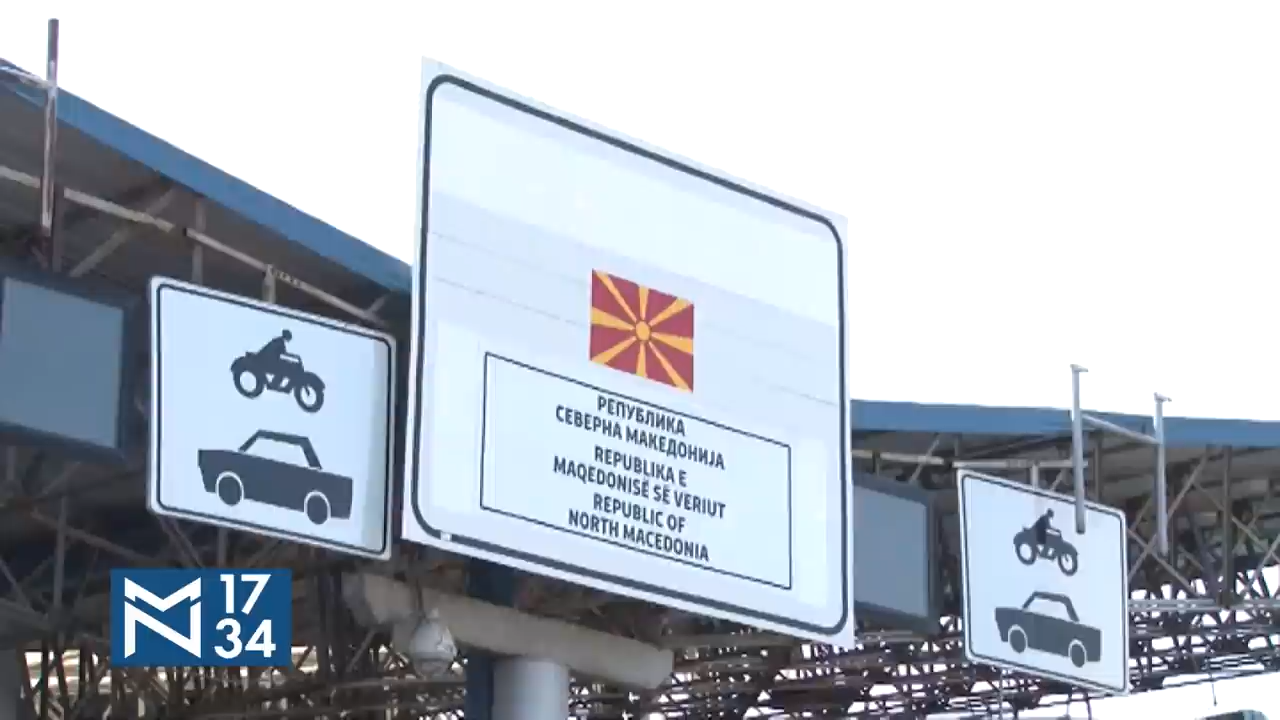 РЕПУБЛИКА
СЕВЕРНА МАКЕДОНИЈА
REPUBLIKA E
MAQEDONISË SË VERIUT
REPUBLIC OF
NORTH MACEDONIA
M 17
34